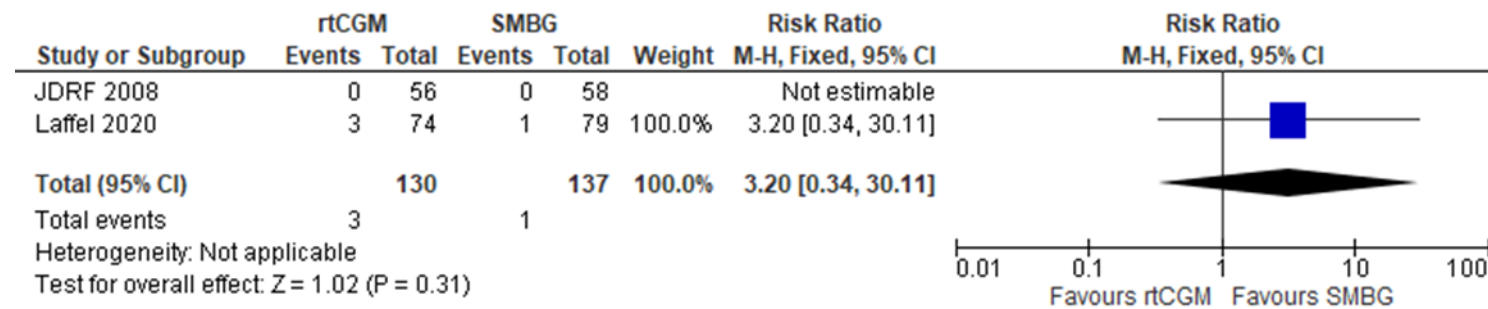 rtCGM SMBG Risk Ratio Risk Ratio
Study or Subgroup Events Total Events Total Weight M-H, Fixed, 95% CI M-H, Fixed, 95% CI
JDRF 2008 0 56 0 58 Not estimable
Laffel 2020 3 74 1 79 100.0% 3.20 [0.34, 30.11]
Total (95% CI) 130 137 100.0% 3.20 [0.34, 30.11]
Total events 3 1
Heterogeneity: Not applicable
Test for overall effect: Z = 1.02 (P = 0.31)
0.01 0.1 1 10 100
Favours rtCGM Favours SMBG